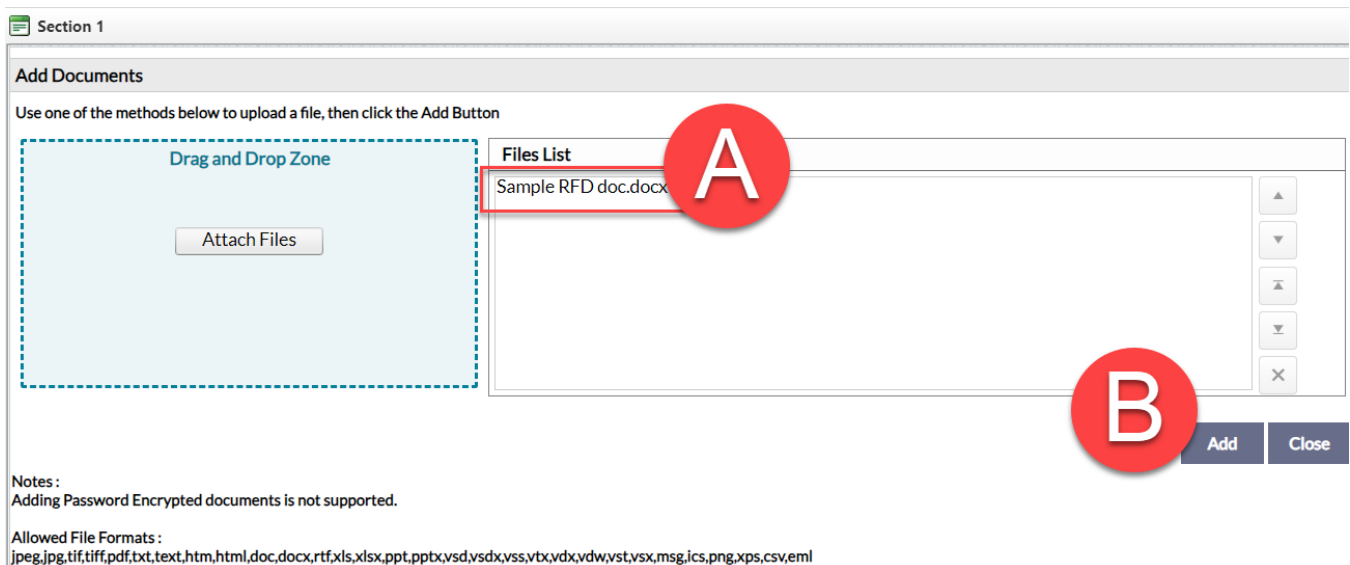 Section 1
Add Documents
Use one of the methods below to upload a file, then click the Add Button
Drag and Drop Zone
Attach Files
Files List
Sample RFD doc.docx
A
B
Add
Close
Notes :
Adding Password Encrypted documents is not supported.
Allowed File Formats :
jpeg,jpg,tif,tiff,pdf,txt,text,htm,html,doc,docx,rtf,xls,xlsx,ppt,pptx,vsd,vsdx,vss,vtx,vdx,vdw,vst,vsx,msg,ics,png,xps,csv,eml